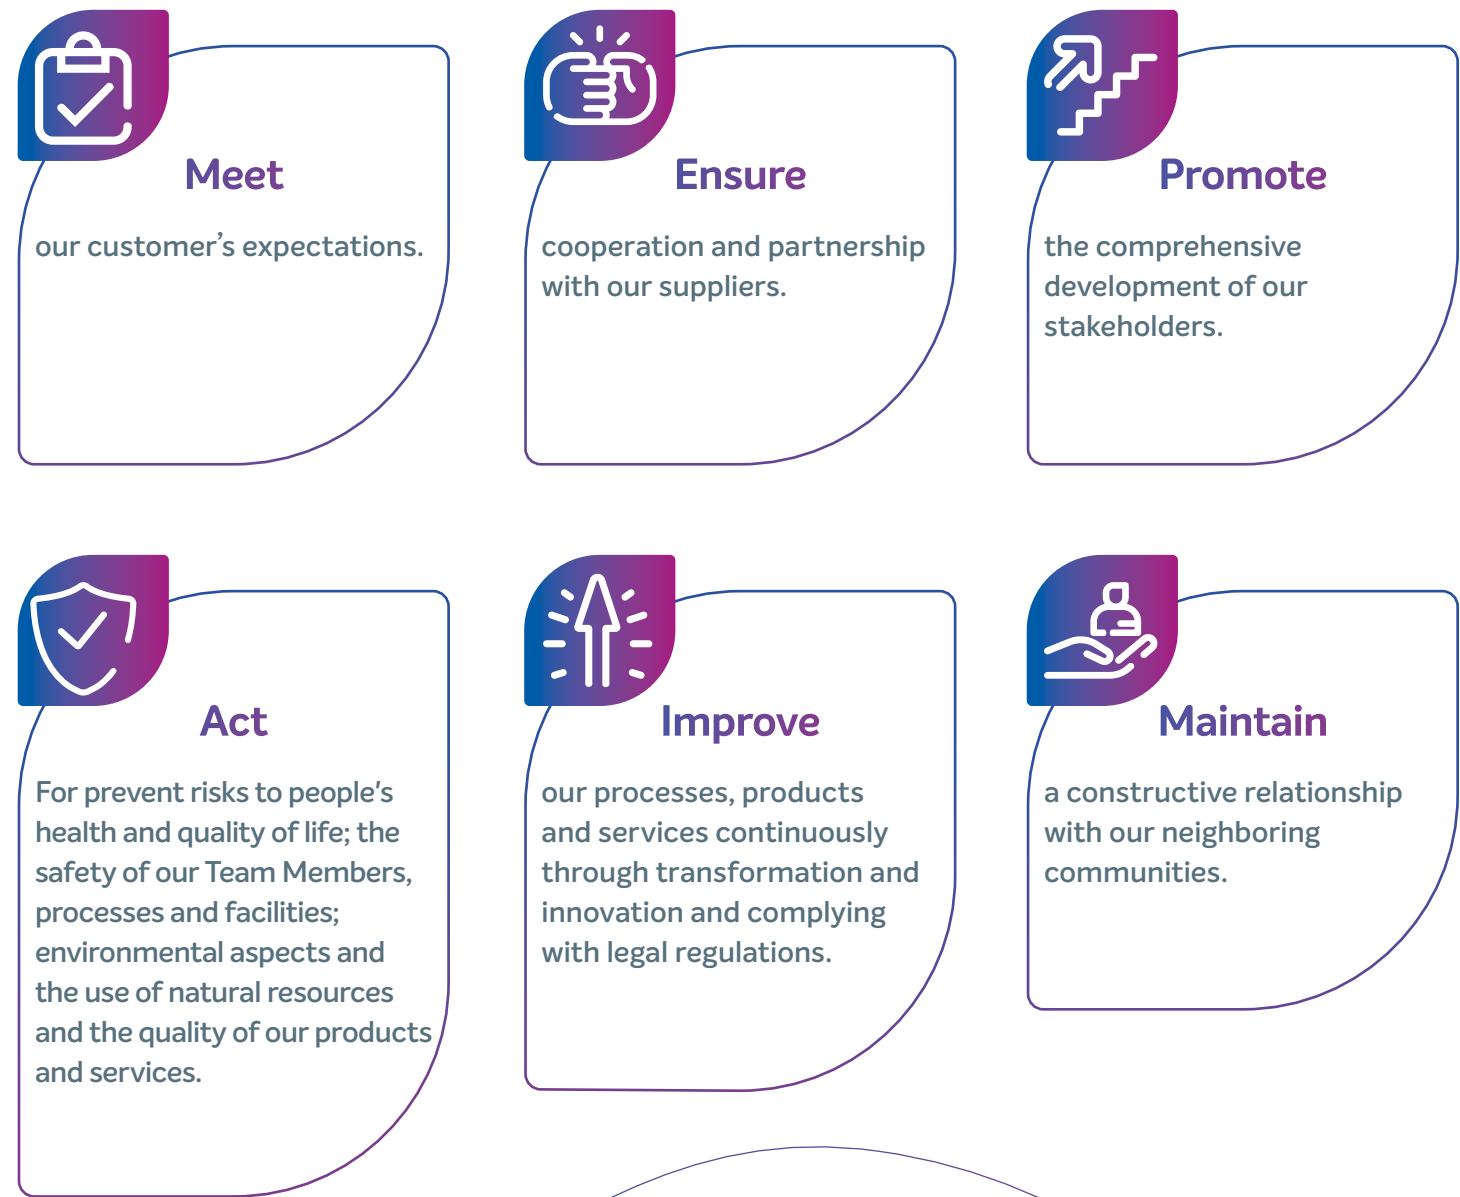 Meet
our customer’s expectations.
Ensure
cooperation and partnership
with our suppliers.
Promote
the comprehensive
development of our
stakeholders.
Act
For prevent risks to people's
health and quality of life; the
safety of our Team Members,
processes and facilities;
environmental aspects and
the use of natural resources
and the quality of our products
and services.
Improve
our processes, products
and services continuously
through transformation and
innovation and complying
with legal regulations.
Maintain
a constructive relationship
with our neighboring
communities.